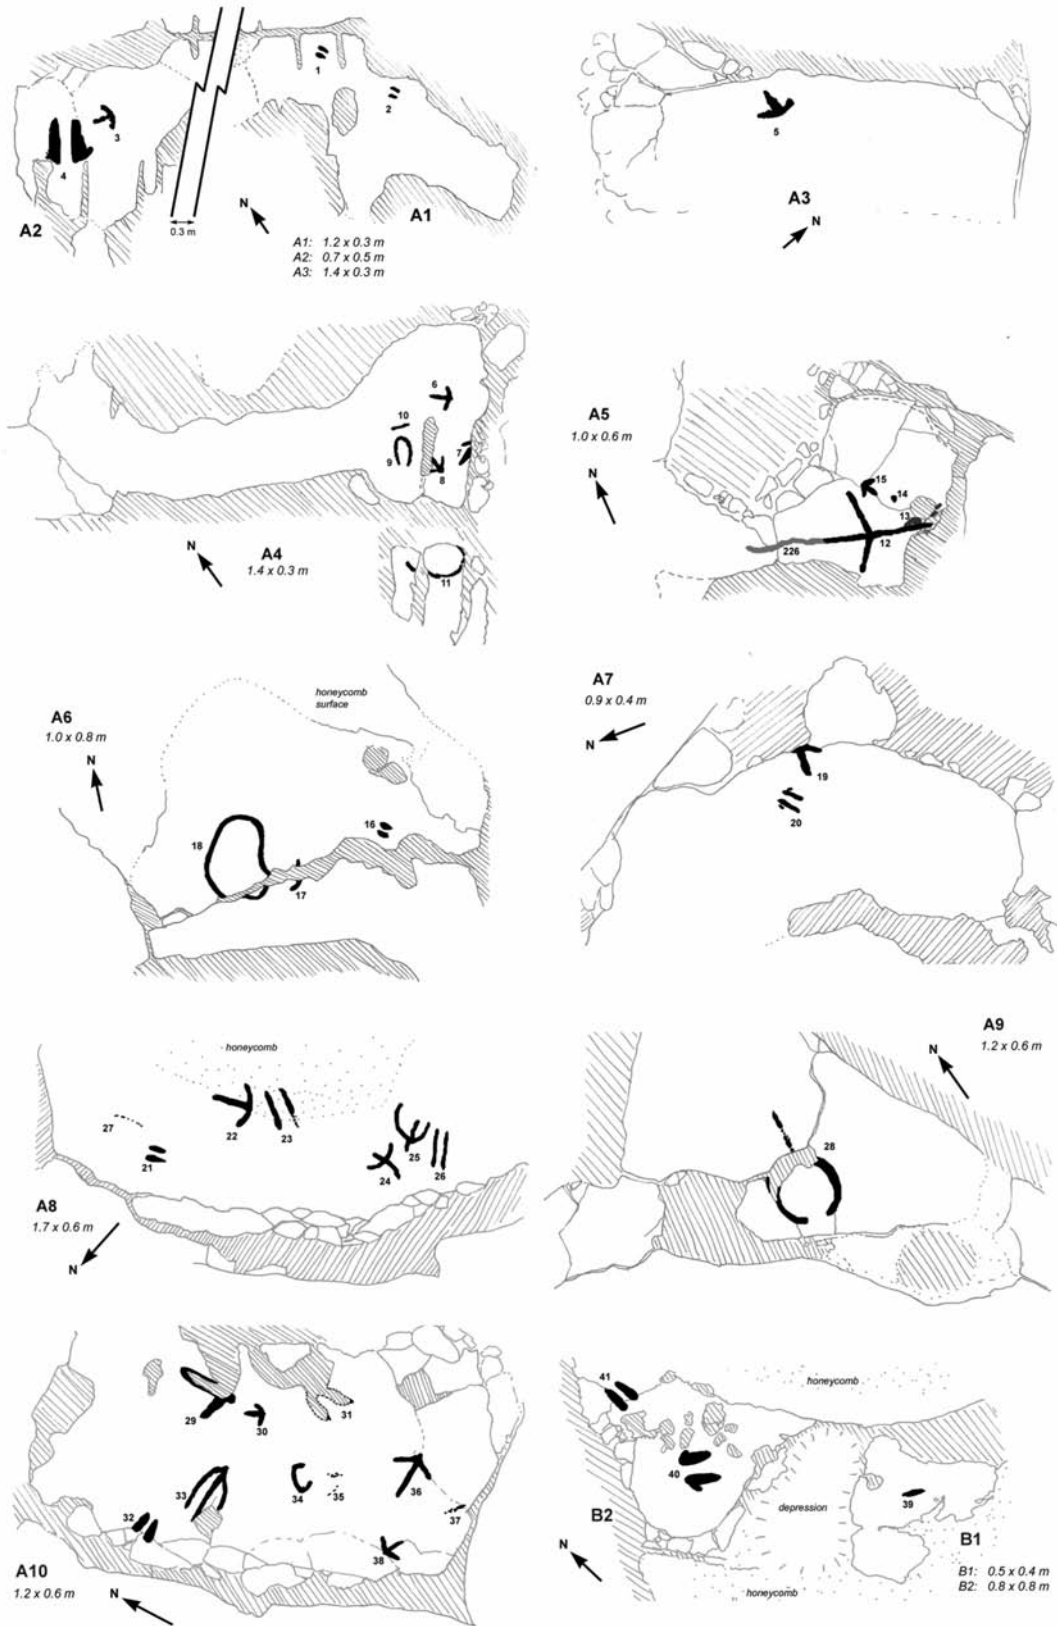 1
2
3
4
A2
0.3 m
N
A1
A1: 1.2 x 0.3 m
A2: 0.7 x 0.5 m
A3: 1.4 x 0.3 m
5
A3
N
6
10
9
7
8
N
A4
1.4 x 0.3 m
11
A5
1.0 x 0.6 m
N
15
14
13
12
226
A6
1.0 x 0.8 m
N
honeycomb
surface
18
16
17
A7
0.9 x 0.4 m
N
19
20
honeycomb
27
22
23
21
25
24
26
A8
1.7 x 0.6 m
N
A9
1.2 x 0.6 m
N
28
29
30
31
33
34
35
36
32
37
38
A10
1.2 x 0.6 m
N
41
honeycomb
40
39
depression
B2
B1
N
honeycomb
B1: 0.5 x 0.4 m
B2: 0.8 x 0.8 m